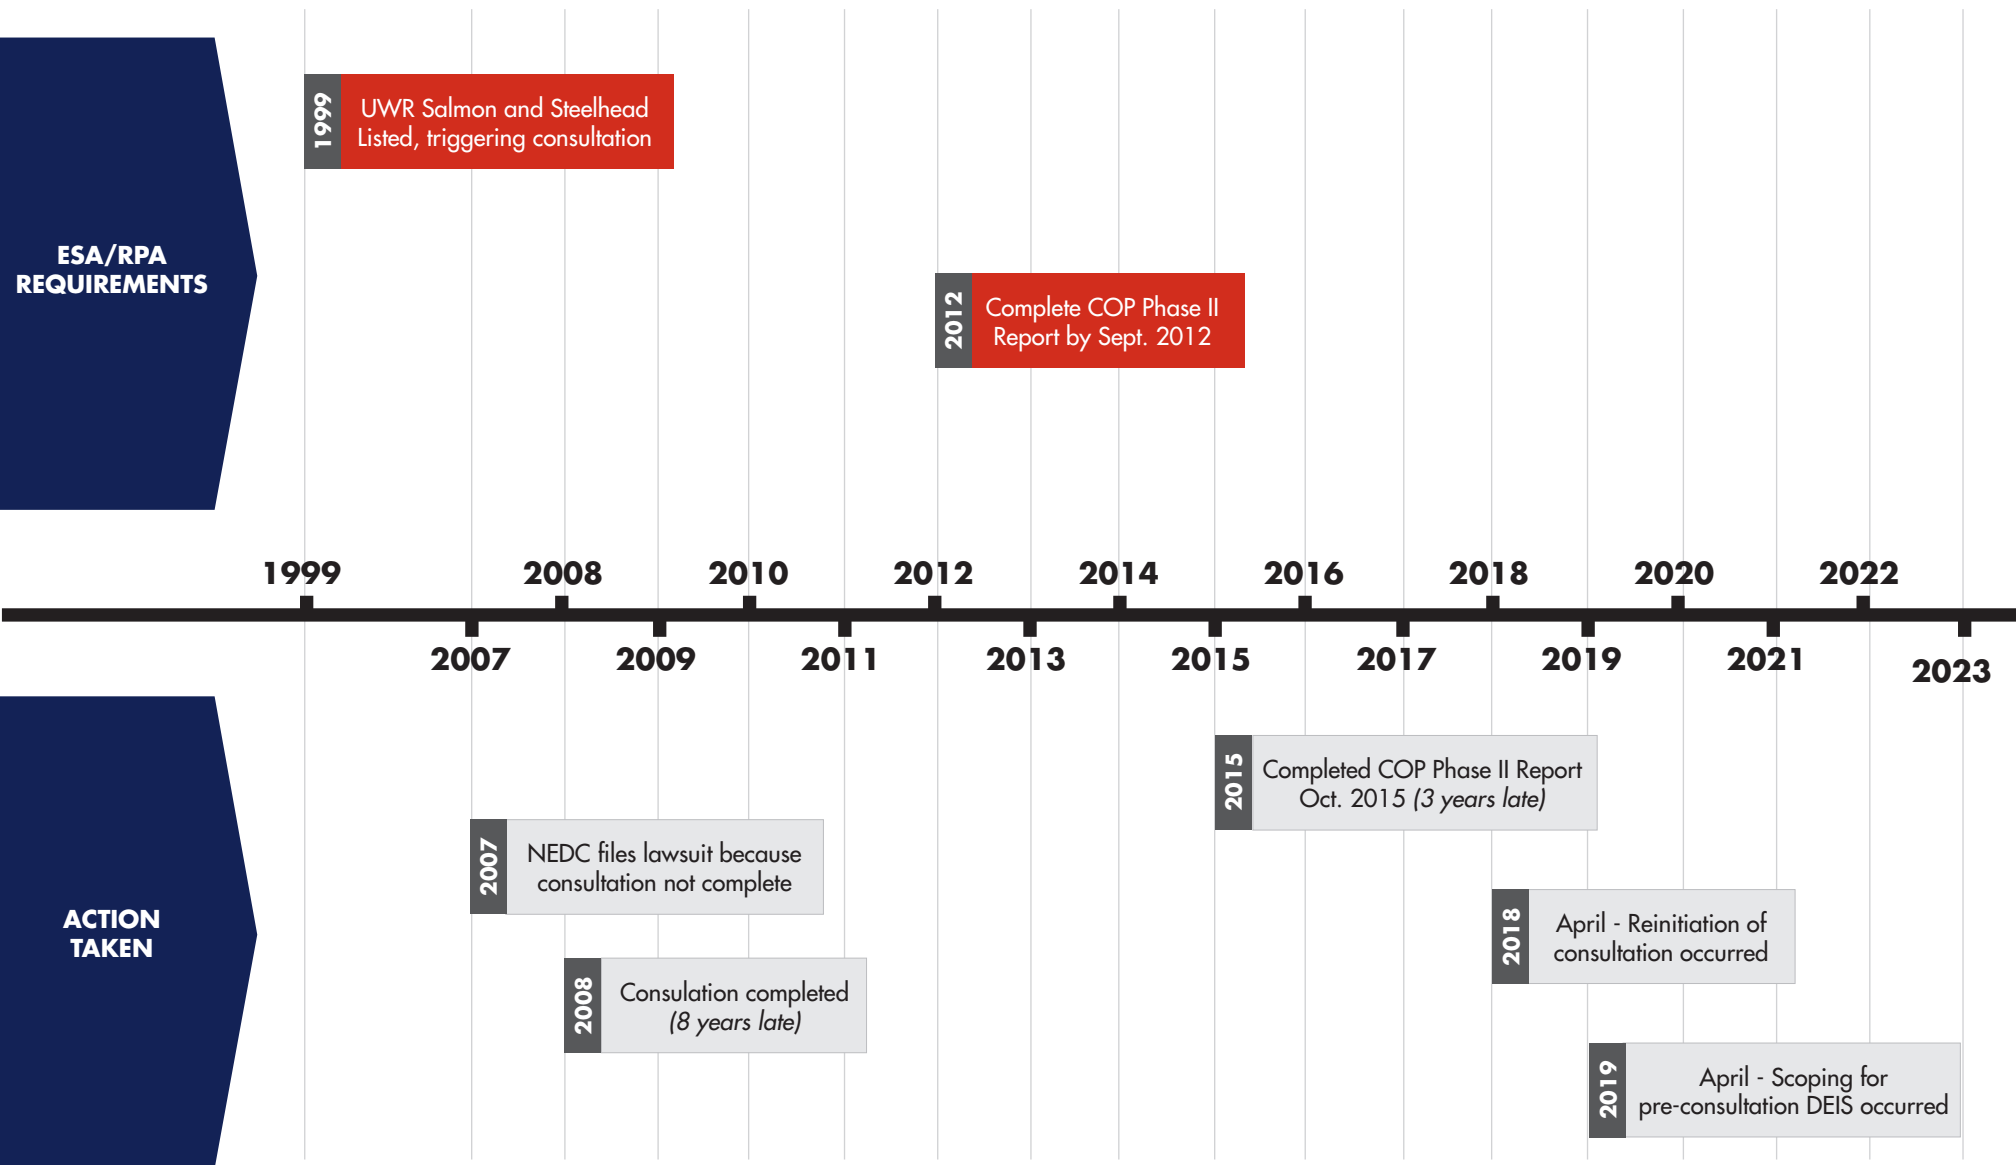 1999
UWR Salmon and Steelhead
Listed, triggering consultation
ESA/RPA
REQUIREMENTS
2012
Complete COP Phase II
Report by Sept. 2012
1999
2008
2010
2012
2014
2016
2018
2020
2022
2007
2009
2011
2013
2015
2017
2019
2021
2023
2015
Completed COP Phase II Report
Oct. 2015 (3 years late)
2007
NEDC files lawsuit because
consultation not complete
ACTION
TAKEN
2018
April - Reinitiation of
consultation occurred
2008
Consulation completed
(8 years late)
2019
April - Scoping for
pre-consultation DEIS occurred